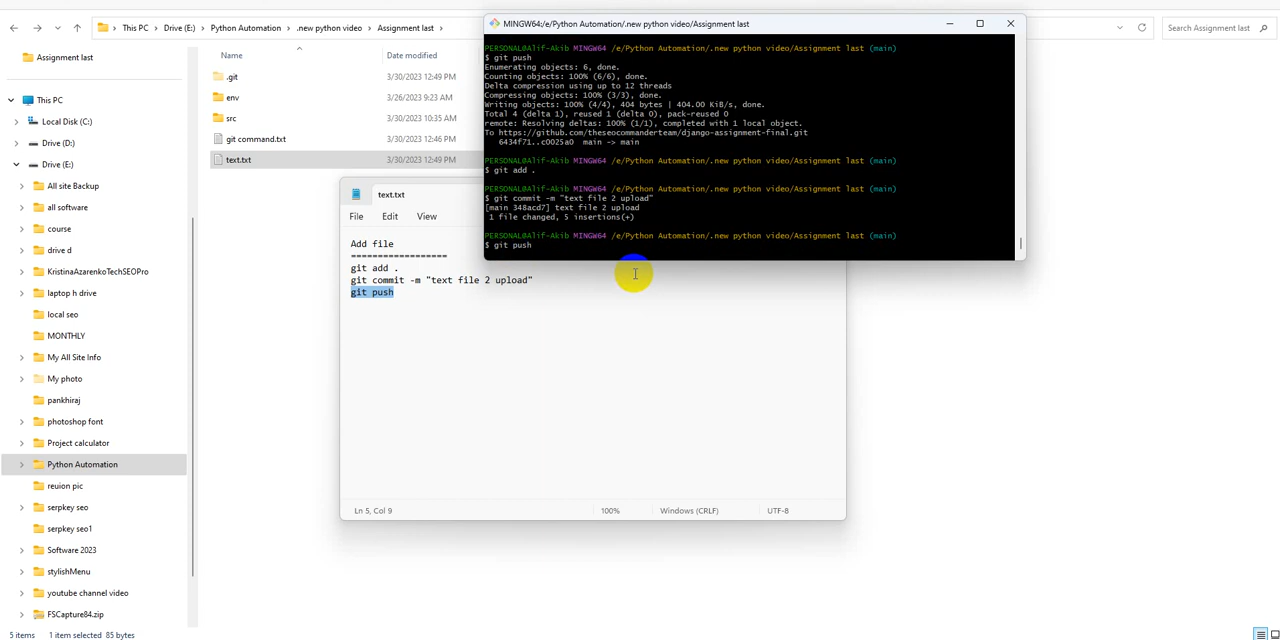 This PC
Drive (E:)
Python Automation
.new python video
Assignment last
Search Assignment last
Assignment last
This PC
Local Disk (C:)
Drive (D:)
Drive (E:)
All site Backup
all software
course
drive d
KristinaAzarenkoTechSEOPro
laptop h drive
local seo
MONTHLY
My All Site Info
My photo
pankhiraj
photoshop font
Project calculator
Python Automation
reuion pic
serpkey seo
serpkey seo1
Software 2023
stylishMenu
youtube channel video
FSCapture84.zip
Name Date modified
.git 3/30/2023 12:49 PM
env 3/26/2023 9:23 AM
src 3/30/2023 10:35 AM
git command.txt 3/30/2023 12:46 PM
text.txt 3/30/2023 12:49 PM
MINGW64:/e/Python Automation/.new python video/Assignment last
PERSONAL@Alif-Akib MINGW64 /e/Python Automation/.new python video/Assignment last (main)
$ git push
Enumerating objects: 6, done.
Counting objects: 100% (6/6), done.
Delta compression using up to 12 threads
Compressing objects: 100% (3/3), done.
Writing objects: 100% (4/4), 404 bytes | 404.00 KiB/s, done.
Total 4 (delta 1), reused 1 (delta 0), pack-reused 0
remote: Resolving deltas: 100% (1/1), completed with 1 local object.
To https://github.com/theseocommanderteam/django-assignment-final.git
6434f71..c0025a0 main -> main
PERSONAL@Alif-Akib MINGW64 /e/Python Automation/.new python video/Assignment last (main)
$ git add .
PERSONAL@Alif-Akib MINGW64 /e/Python Automation/.new python video/Assignment last (main)
$ git commit -m "text file 2 upload"
[main 348acd7] text file 2 upload
1 file changed, 5 insertions(+)
PERSONAL@Alif-Akib MINGW64 /e/Python Automation/.new python video/Assignment last (main)
$ git push
text.txt
File Edit View
Add file
==================
git add .
git commit -m "text file 2 upload"
git push
Ln 5, Col 9 100% Windows (CRLF) UTF-8
5 items 1 item selected 85 bytes